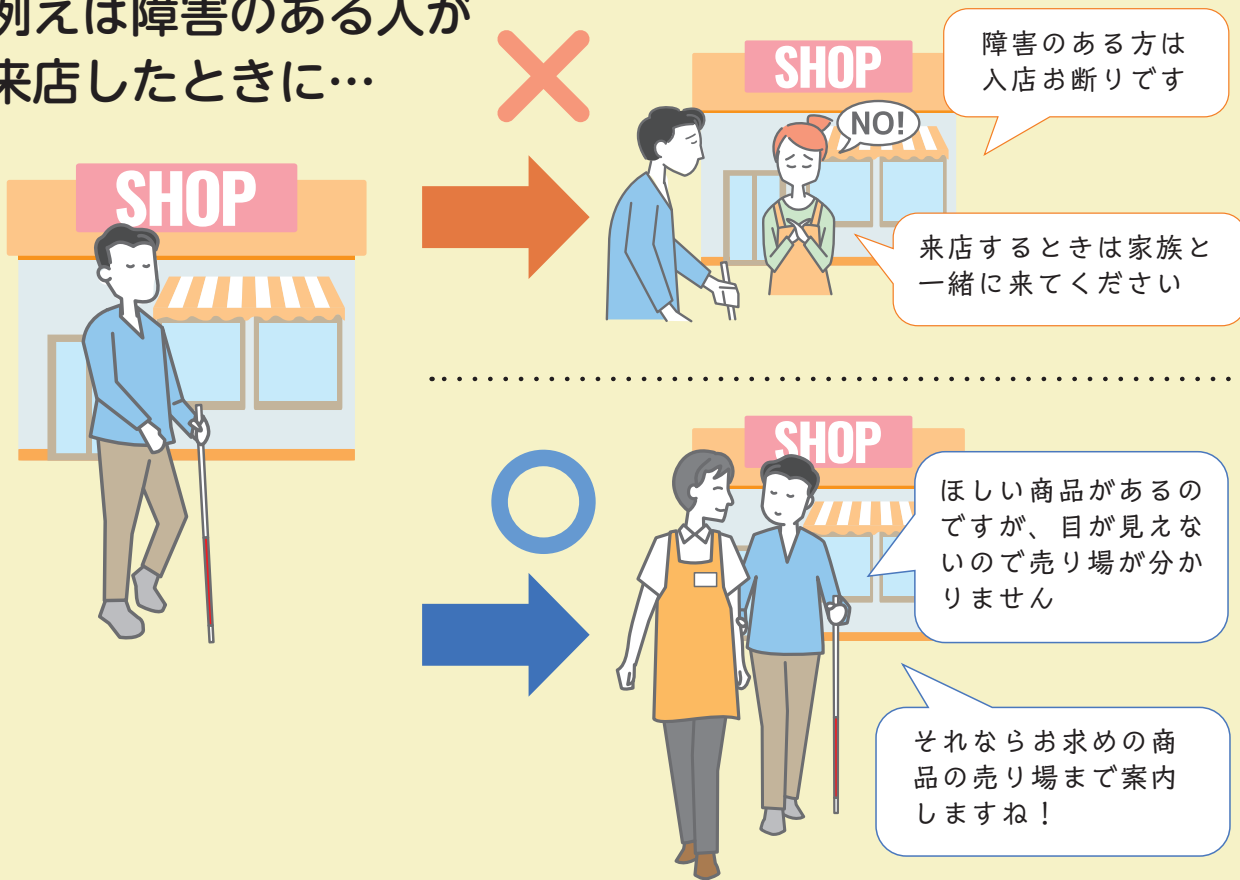 例えば障害のある人が
来店したときに…
SHOP
SHOP
NO!
障害のある方は
入店お断りです
来店するときは家族と
一緒に来てください
SHOP
ほしい商品があるの
ですが、目が見えな
いので売り場が分か
りません
それならお求めの商
品の売り場まで案内
しますね！